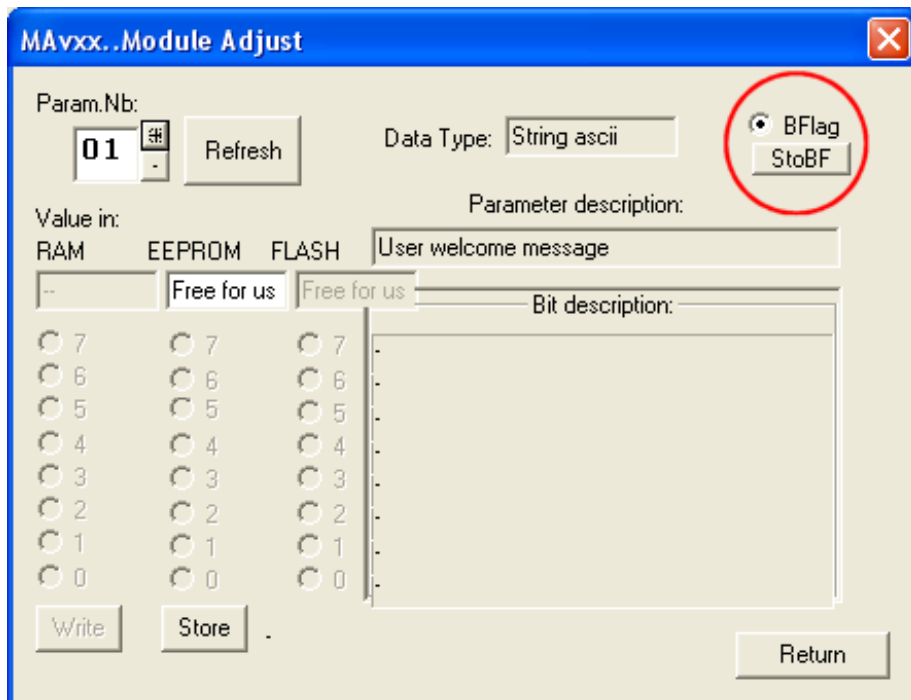 MAvxx..Module Adjust
Param.Nb:
01
+
-
Refresh
Data Type: String ascii
BFlag
StoBF
Value in:
RAM EEPROM FLASH
Parameter description:
User welcome message
-- Free for us Free for us
Bit description:
7 7 7 -
6 6 6 -
5 5 5 -
4 4 4 -
3 3 3 -
2 2 2 -
1 1 1 -
0 0 0 -
Write Store -
Return